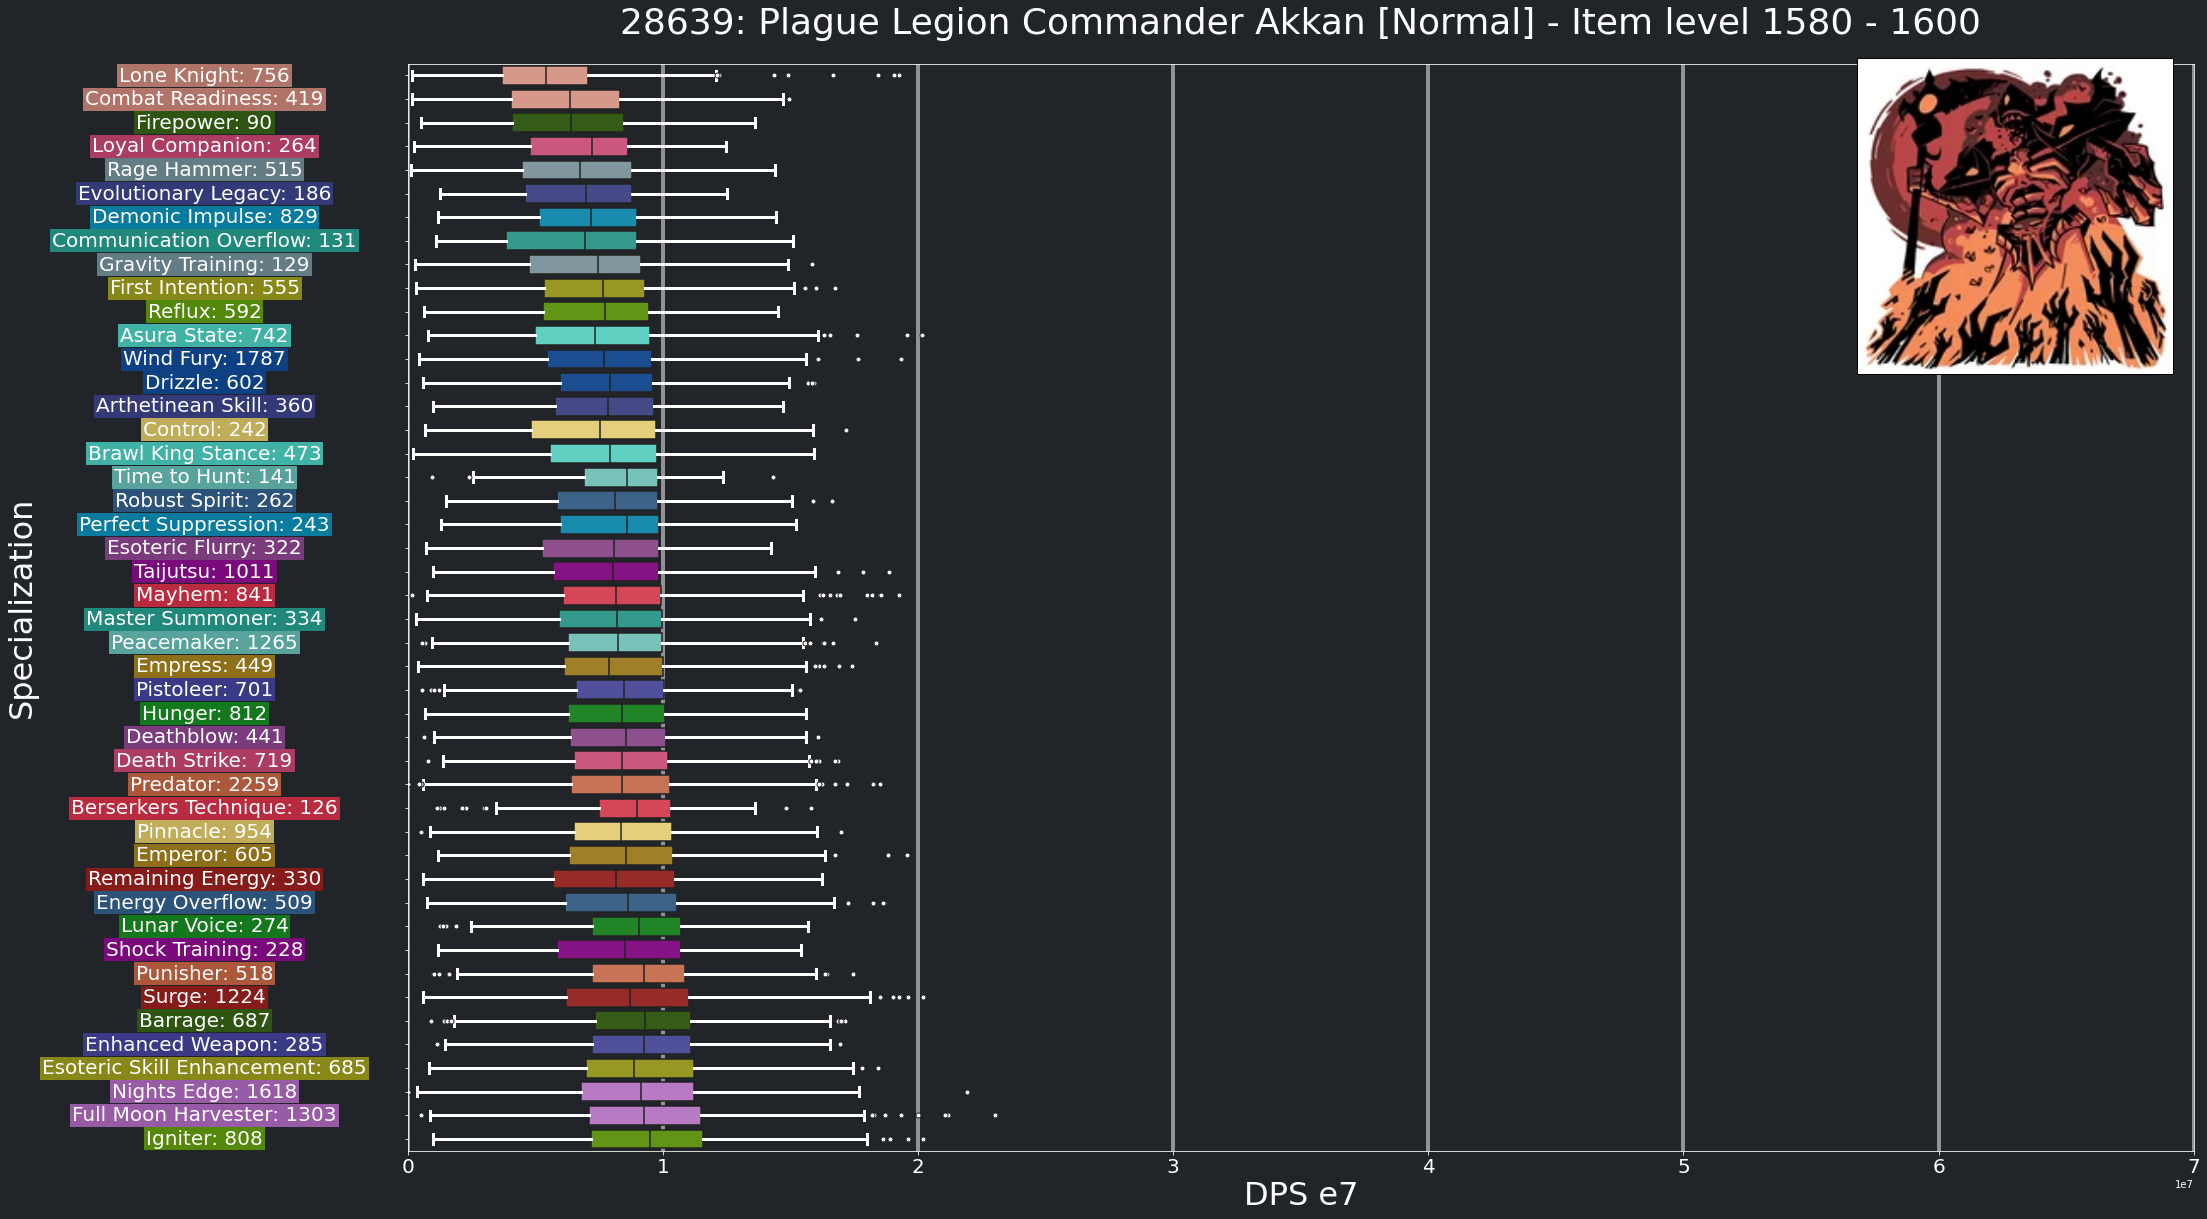 28639: Plague Legion Commander Akkan [Normal] - Item level 1580 - 1600
Specialization
Lone Knight: 756
Combat Readiness: 419
Firepower: 90
Loyal Companion: 264
Rage Hammer: 515
Evolutionary Legacy: 186
Demonic Impulse: 829
Communication Overflow: 131
Gravity Training: 129
First Intention: 555
Reflux: 592
Asura State: 742
Wind Fury: 1787
Drizzle: 602
Arthetinean Skill: 360
Control: 242
Brawl King Stance: 473
Time to Hunt: 141
Robust Spirit: 262
Perfect Suppression: 243
Esoteric Flurry: 322
Taijutsu: 1011
Mayhem: 841
Master Summoner: 334
Peacemaker: 1265
Empress: 449
Pistoleer: 701
Hunger: 812
Deathblow: 441
Death Strike: 719
Predator: 2259
Berserkers Technique: 126
Pinnacle: 954
Emperor: 605
Remaining Energy: 330
Energy Overflow: 509
Lunar Voice: 274
Shock Training: 228
Punisher: 518
Surge: 1224
Barrage: 687
Enhanced Weapon: 285
Esoteric Skill Enhancement: 685
Nights Edge: 1618
Full Moon Harvester: 1303
Igniter: 808
0 1 2 3 4 5 6 7
1e7
DPS e7